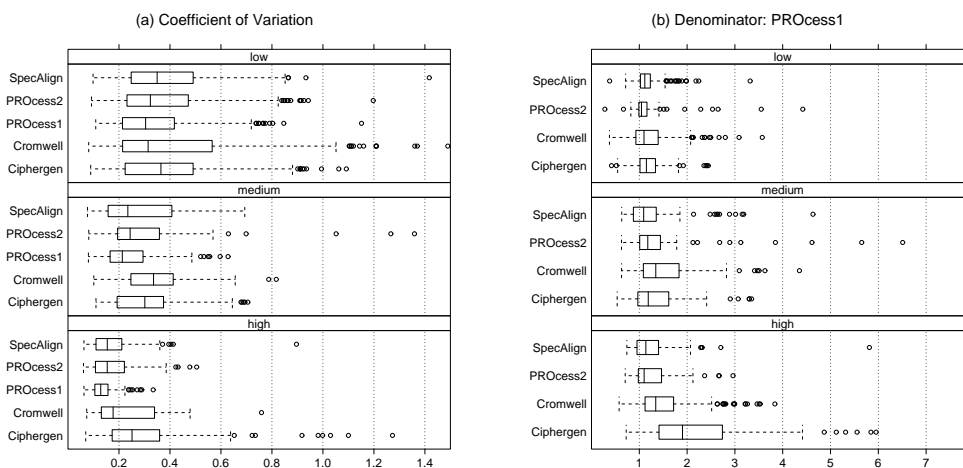 (a) Coefficient of Variation
low
SpecAlign
PROcess2
PROcess1
Cromwell
Ciphergen
medium
SpecAlign
PROcess2
PROcess1
Cromwell
Ciphergen
high
SpecAlign
PROcess2
PROcess1
Cromwell
Ciphergen
0.2 0.4 0.6 0.8 1.0 1.2 1.4
(b) Denominator: PROcess1
low
SpecAlign
PROcess2
Cromwell
Ciphergen
medium
SpecAlign
PROcess2
Cromwell
Ciphergen
high
SpecAlign
PROcess2
Cromwell
Ciphergen
1 2 3 4 5 6 7